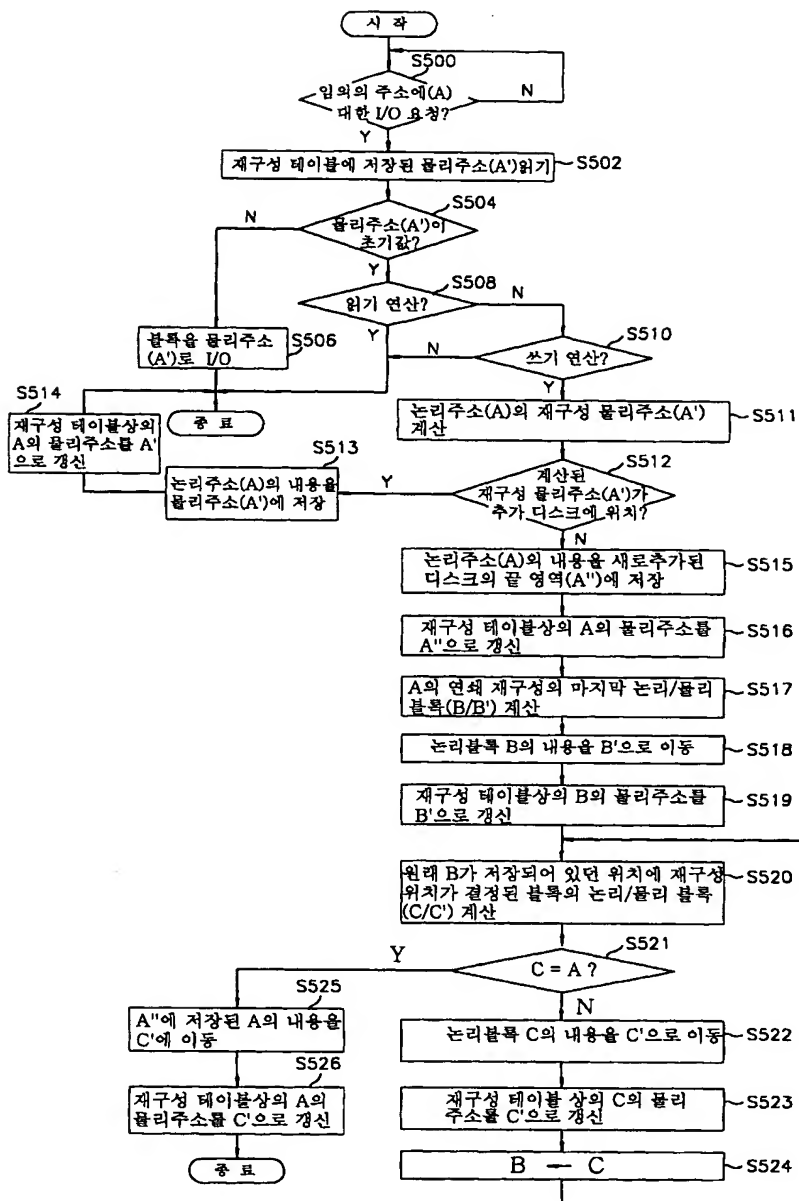 시 작
S500
임의의 주소에(A)
대한 I/O 요청?
N
Y
재구성 테이블에 저장된 물리주소(A')읽기
S502
S504
물리주소(A')이
초기값?
N
Y
S508
읽기 연산?
N
Y
S510
쓰기 연산?
N
Y
블록을 물리주소
(A')로 I/O
S506
종 료
S514
재구성 테이블상의
A의 물리주소를 A'
으로 갱신
논리주소(A)의 재구성 물리주소(A')
계산
S511
S512
계산된
재구성 물리주소(A')가
추가 디스크에 위치?
Y
N
S513
논리주소(A)의 내용을
물리주소(A')에 저장
논리주소(A)의 내용을 새로추가된
디스크의 끝 영역(A")에 저장
S515
재구성 테이블상의 A의 물리주소를
A"으로 갱신
S516
A의 연쇄 재구성의 마지막 논리/물리
블록(B/B') 계산
S517
논리블록 B의 내용을 B'으로 이동
S518
재구성 테이블상의 B의 물리주소를
B'으로 갱신
S519
원래 B가 저장되어 있던 위치에 재구성
위치가 결정된 블록의 논리/물리 블록
(C/C') 계산
S520
S521
C = A ?
Y
N
S525
A"에 저장된 A의 내용을
C'에 이동
S526
재구성 테이블상의 A의
물리주소를 C'으로 갱신
종 료
논리블록 C의 내용을 C'으로 이동
S522
재구성 테이블 상의 C의 물리
주소를 C'으로 갱신
S523
B ← C
S524